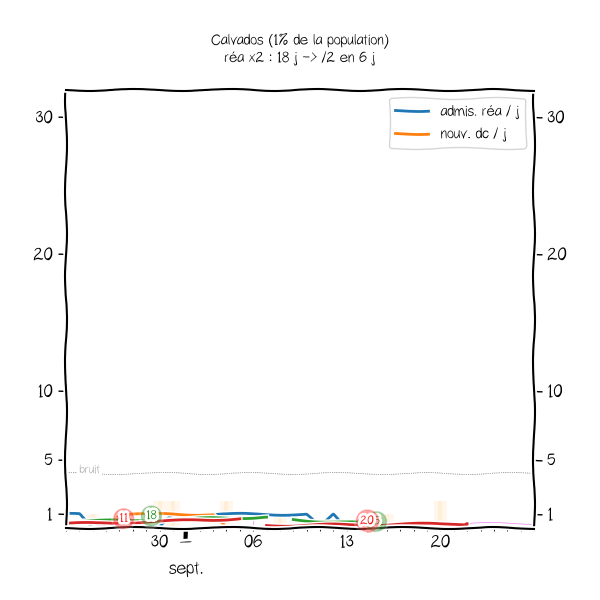 Calvados (1% de la population)
réa x2 : 18 j -> /2 en 6 j
admis. réa / j
nouv. dc / j
30
30
20
20
10
10
5
5
bruit
1
1
11
18
20
30
06
13
20
sept.